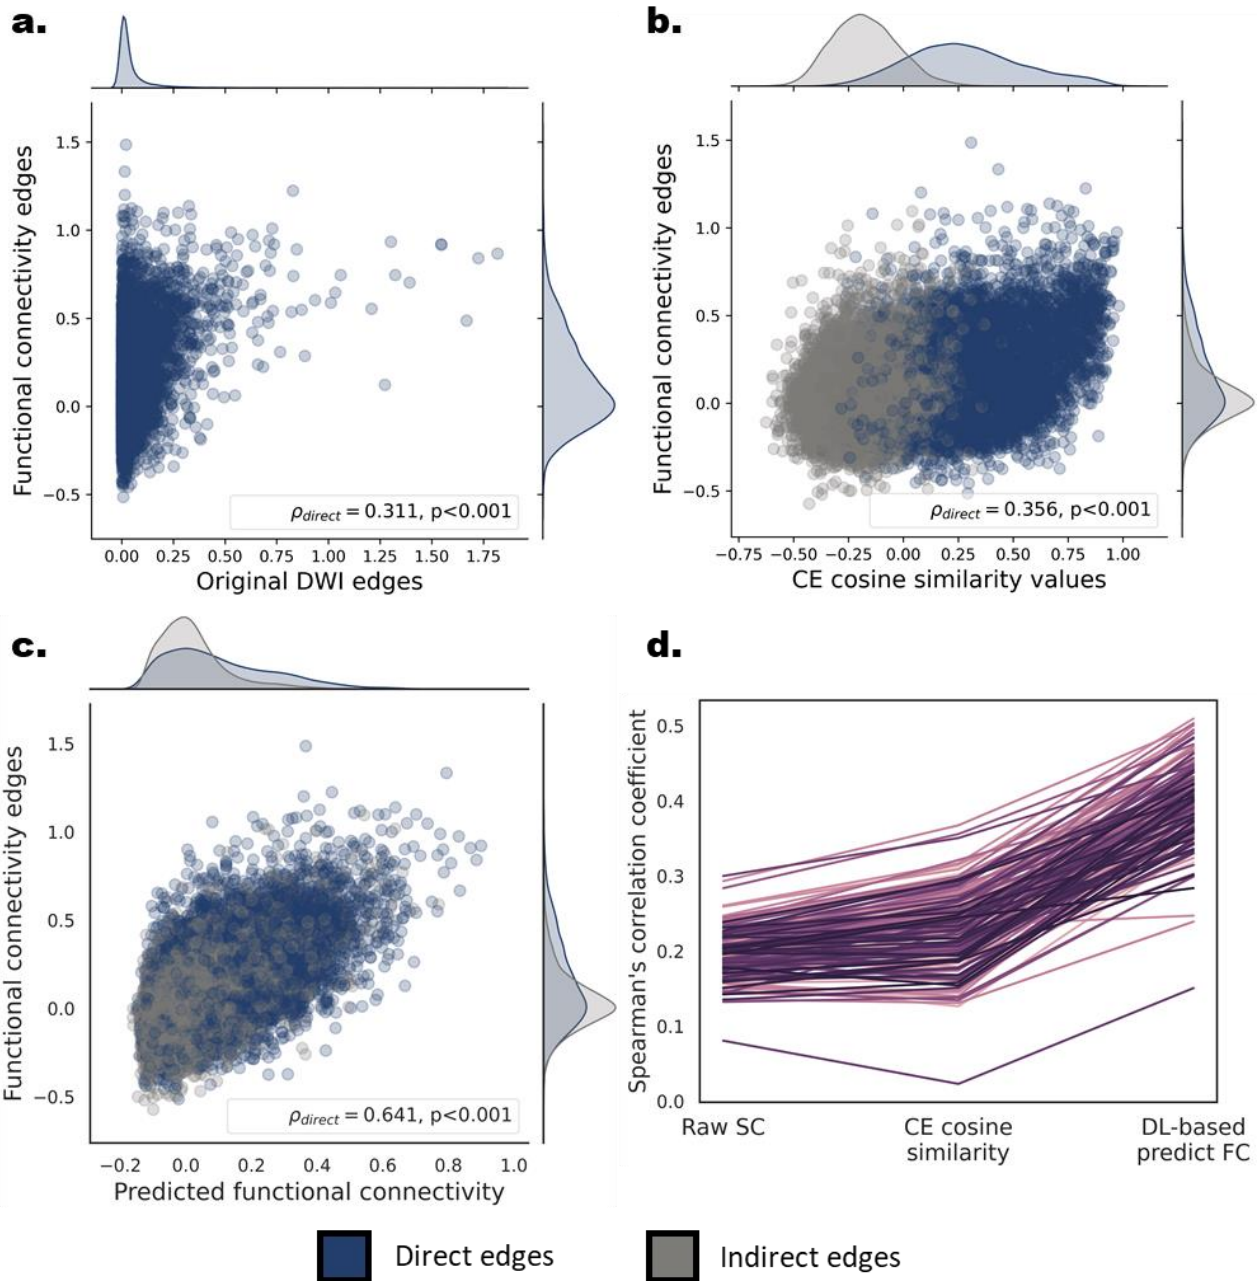 a.
1.5
1.0
0.5
0.0
−0.5
Functional connectivity edges
ρdirect = 0.311, p<0.001
0.00 0.25 0.50 0.75 1.00 1.25 1.50 1.75
Original DWI edges
b.
1.5
1.0
0.5
0.0
−0.5
Functional connectivity edges
ρdirect = 0.356, p<0.001
−0.75 −0.50 −0.25 0.00 0.25 0.50 0.75 1.00
CE cosine similarity values
c.
1.5
1.0
0.5
0.0
−0.5
Functional connectivity edges
ρdirect = 0.641, p<0.001
−0.2 0.0 0.2 0.4 0.6 0.8 1.0
Predicted functional connectivity
d.
0.5
0.4
0.3
0.2
0.1
0.0
Spearman's correlation coefficient
Raw SC
CE cosine
similarity
DL-based
predict FC
Direct edges
Indirect edges